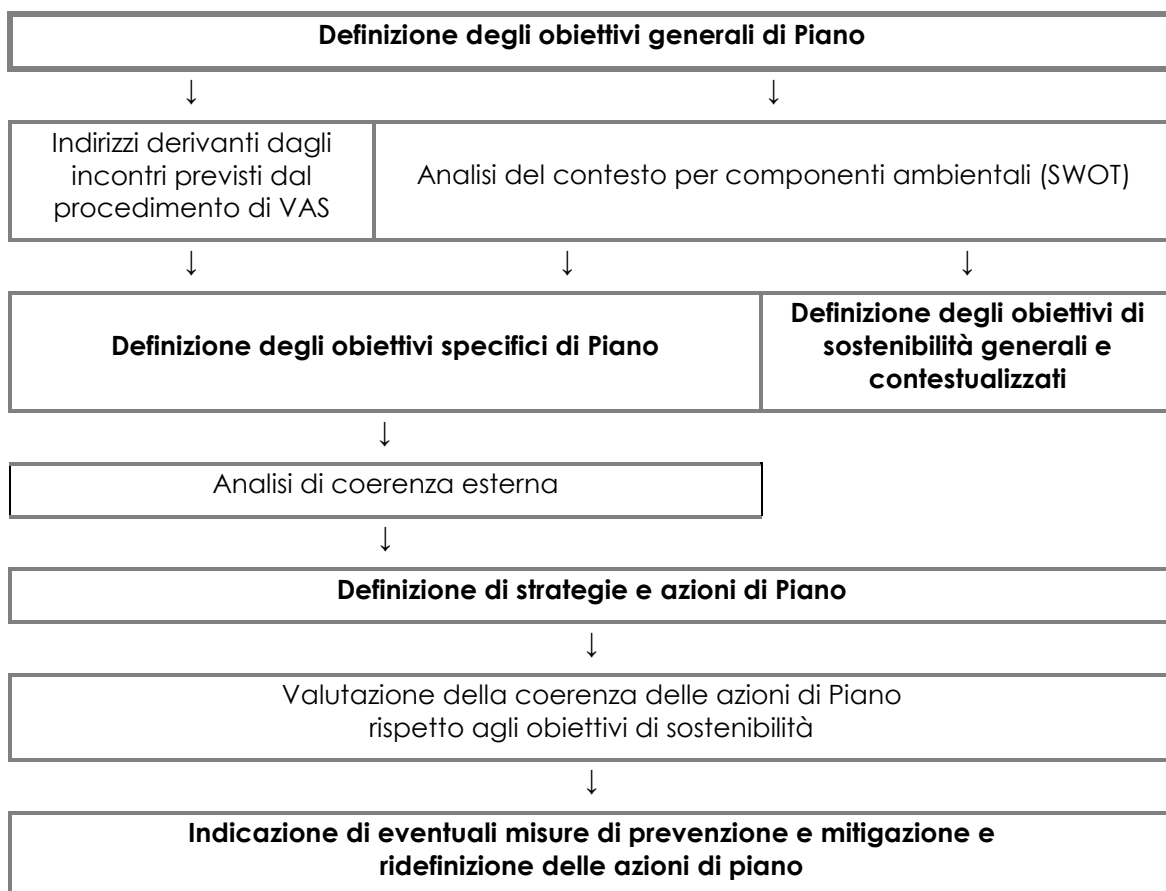 Definizione degli obiettivi generali di Piano
↓ ↓
Indirizzi derivanti dagli
incontri previsti dal
procedimento di VAS
Analisi del contesto per componenti ambientali (SWOT)
↓ ↓ ↓
Definizione degli obiettivi specifici di Piano
Definizione degli obiettivi di
sostenibilità generali e
contestualizzati
↓
Analisi di coerenza esterna
↓
Definizione di strategie e azioni di Piano
↓
Valutazione della coerenza delle azioni di Piano
rispetto agli obiettivi di sostenibilità
↓
Indicazione di eventuali misure di prevenzione e mitigazione e
ridefinizione delle azioni di piano